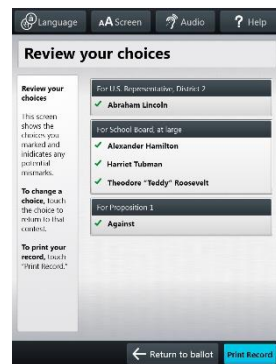 Language
AA Screen
Audio
? Help
Review your choices
Review your
choices
This screen
shows the
choices you
marked and
inidicates any
potential
mismarks.
To change a
choice, touch
the choice to
return to that
contest.
To print your
record, touch
"Print Record."
For U.S. Representative, District 2
Abraham Lincoln
For School Board, at large
Alexander Hamilton
Harriet Tubman
Theodore "Teddy" Roosevelt
For Proposition 1
Against
Return to ballot
Print Record